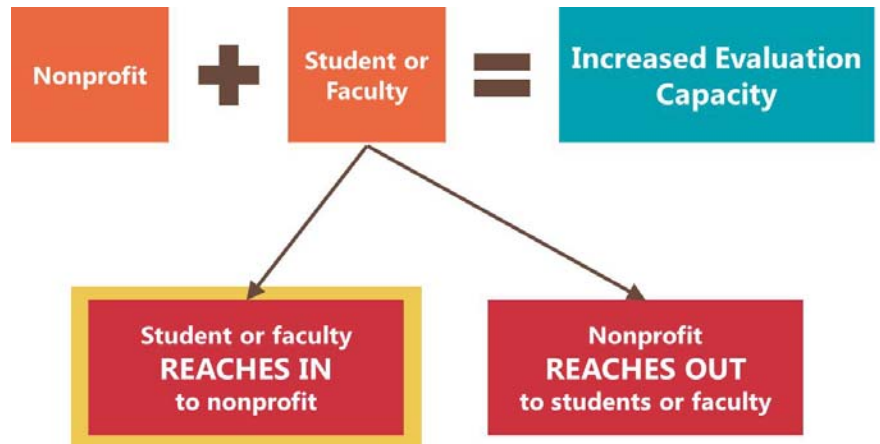 Nonprofit
+
Student or
Faculty
=
Increased Evaluation
Capacity
Student or faculty
REACHES IN
to nonprofit
Nonprofit
REACHES OUT
to students or faculty